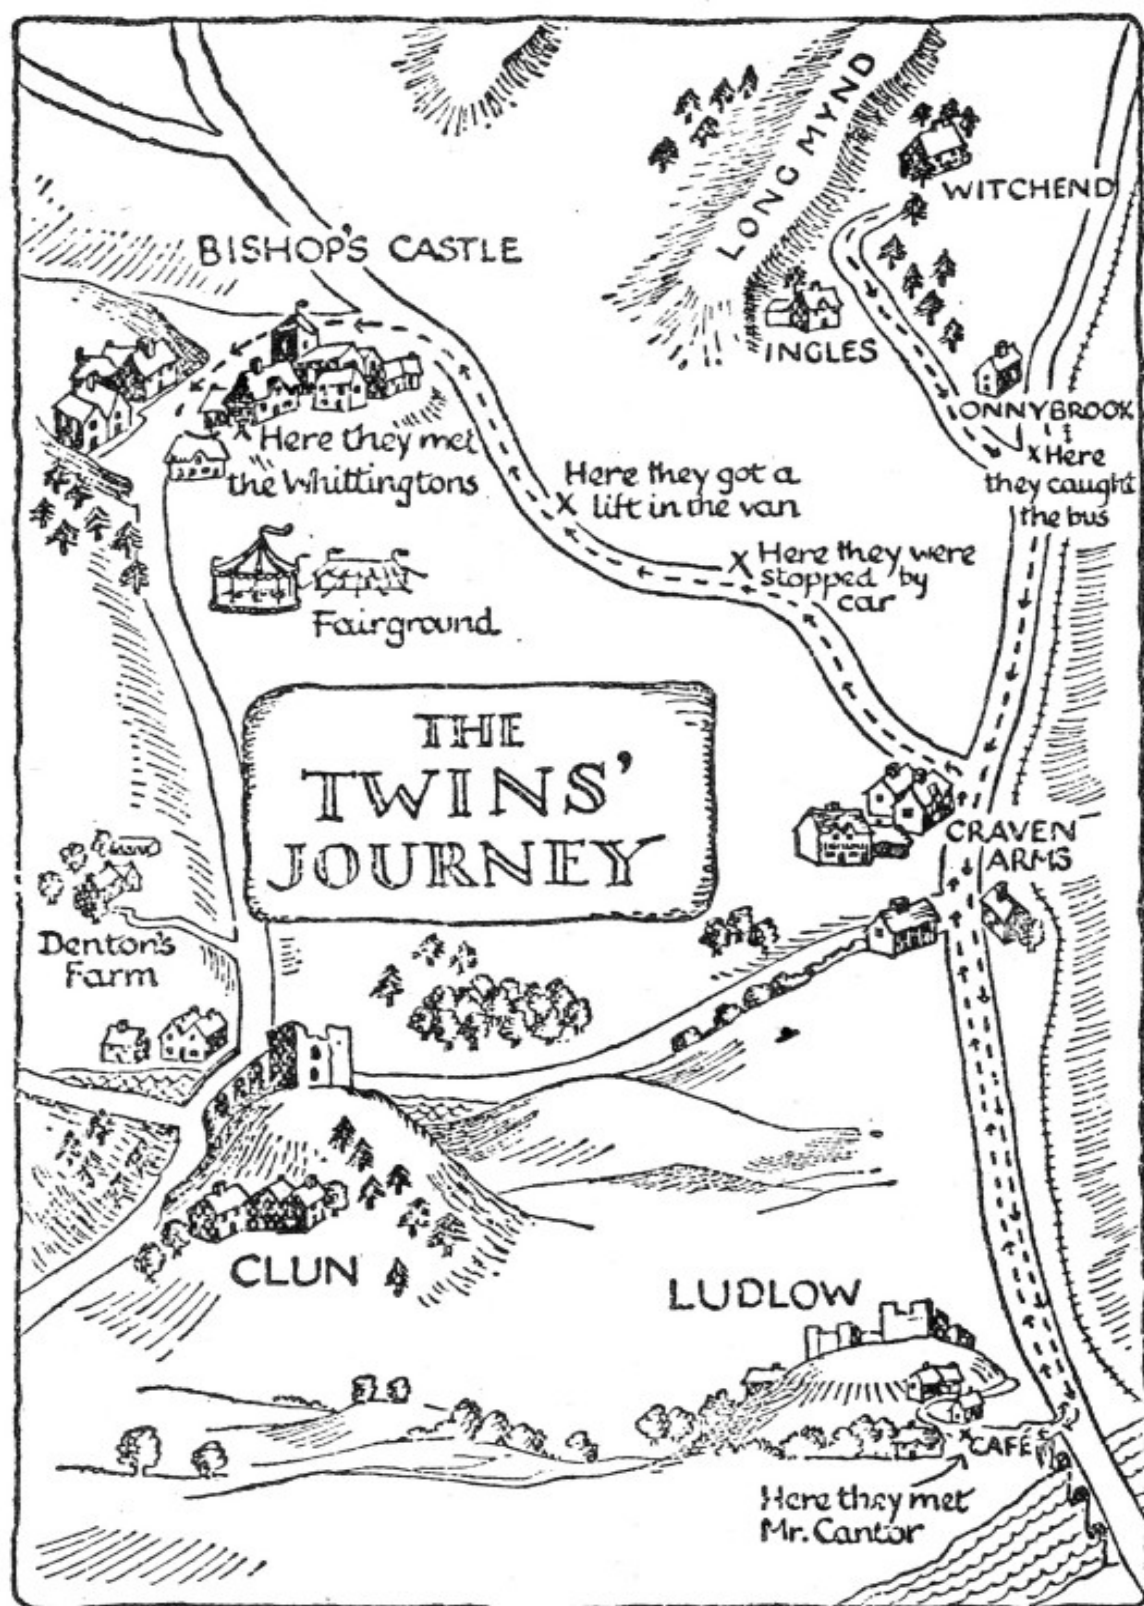 LONG MYND
WITCHEND
BISHOP'S CASTLE
INGLES
ONNYBROOK
x Here
they caught
the bus
x Here they met
the Whittingtons
Here they got a
x lift in the van
x Here they were
stopped by
car
Fairground
THE
TWINS'
JOURNEY
CRAVEN
ARMS
Denton's
Farm
CLUN
LUDLOW
x CAFE
Here they met
Mr. Cantor